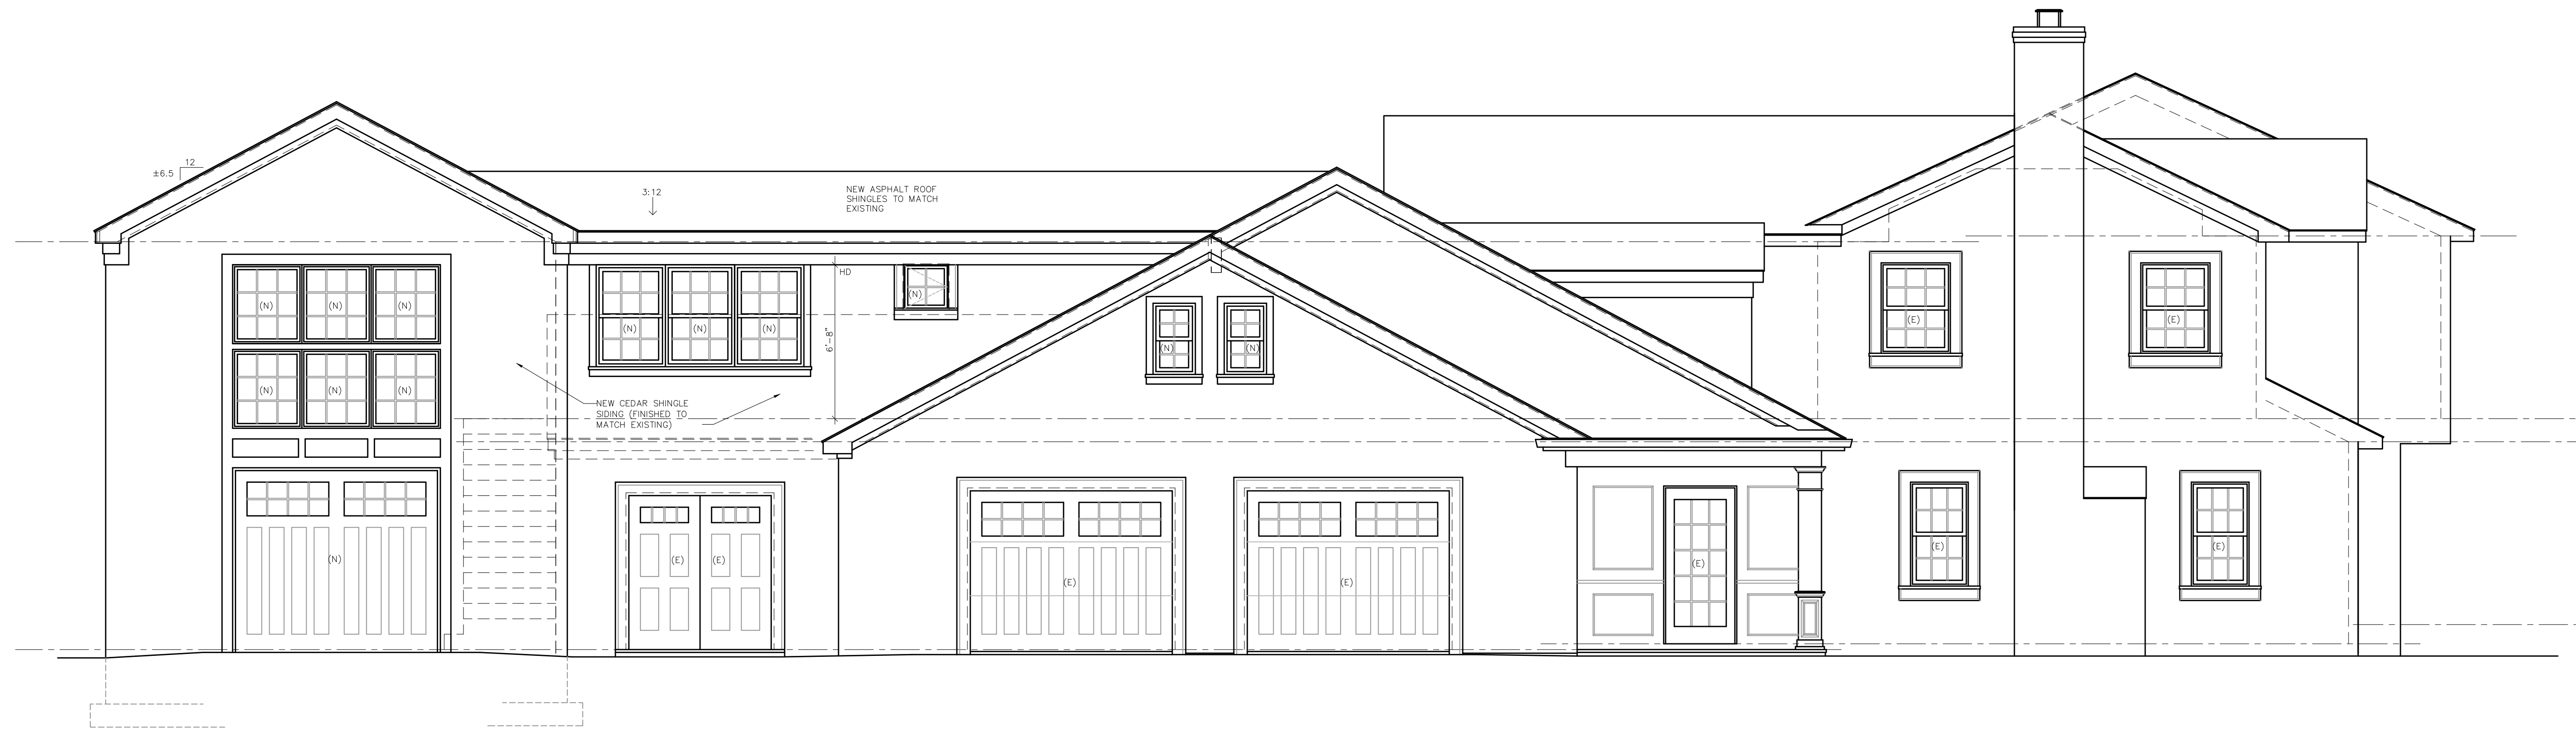 12
±6.5
3:12
NEW ASPHALT ROOF
SHINGLES TO MATCH
EXISTING
HD
6'-8"
(N)
(N) (N) (N)
(N) (N) (N)
(N) (N)
(N) (N) (N)
NEW CEDAR SHINGLE
SIDING (FINISHED TO
MATCH EXISTING)
(E) (E)
(N)
(E) (E)
(E) (E)
(E)
(E) (E)
(E)